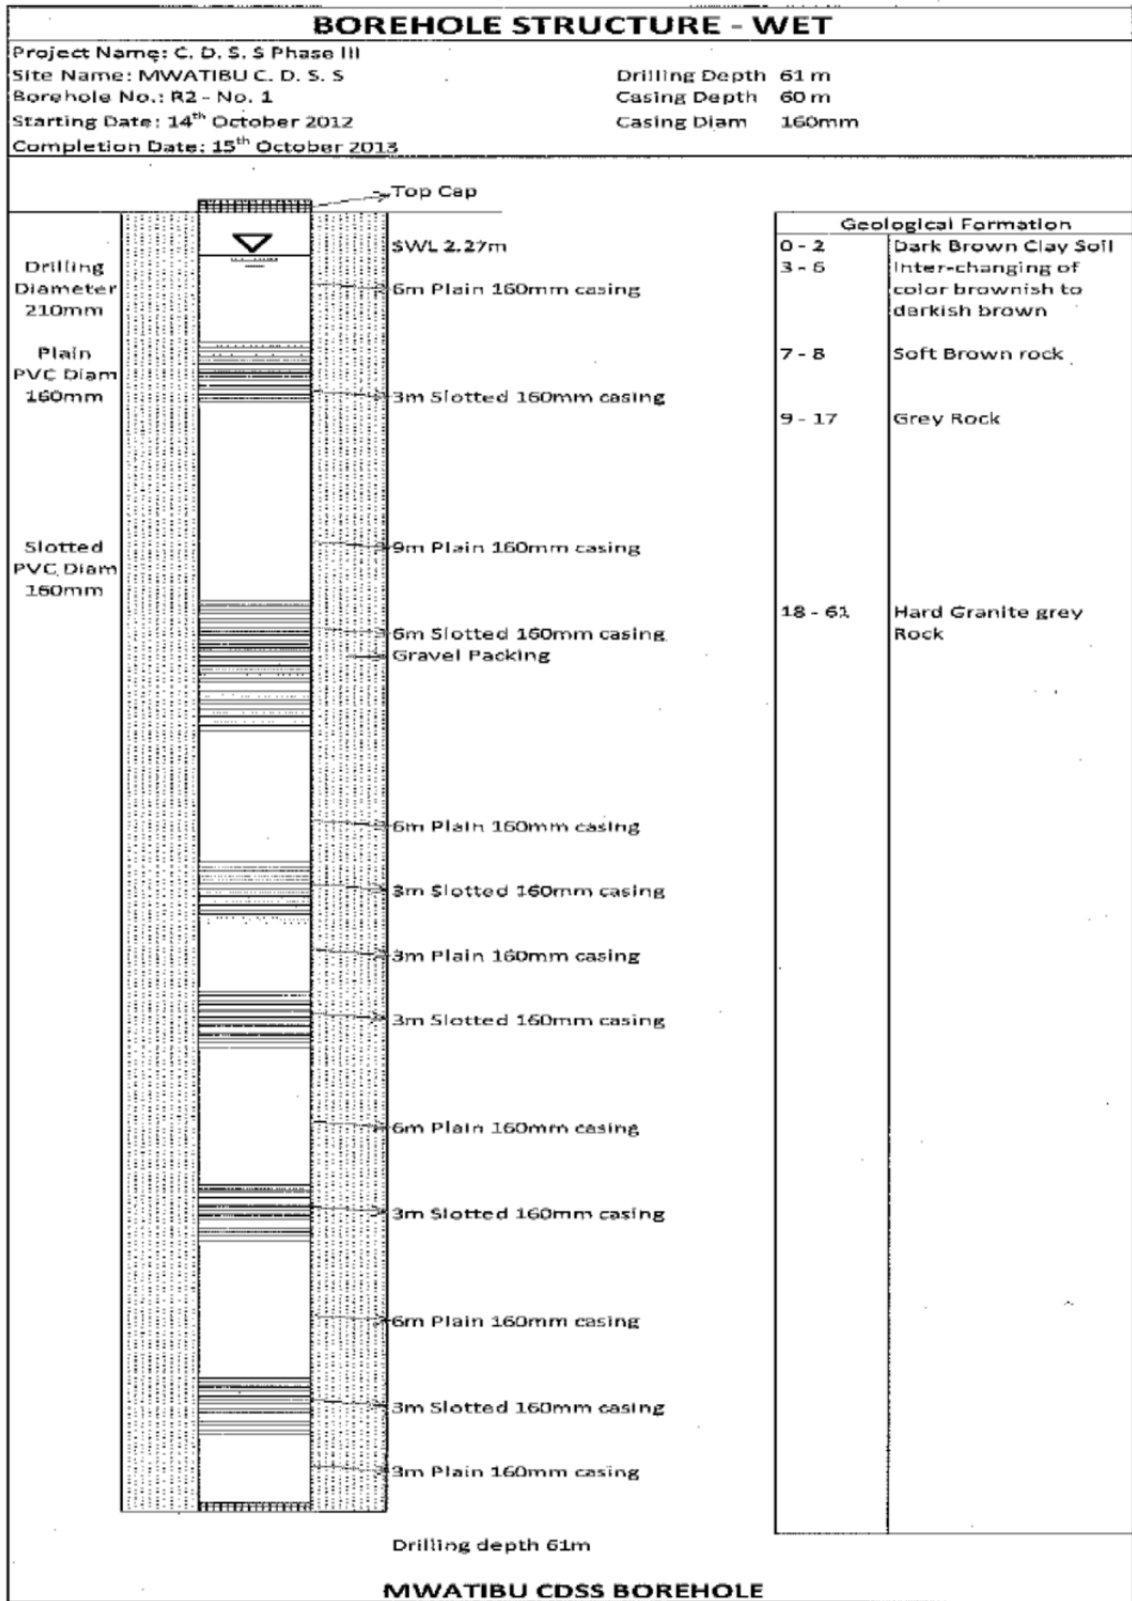 BOREHOLE STRUCTURE - WET
Project Name: C. D. S. S Phase III
Site Name: MWATIBU C. D. S. S
Borehole No.: R2 - No. 1
Starting Date: 14th October 2012
Completion Date: 15th October 2013
Drilling Depth 61 m
Casing Depth 60 m
Casing Diam 160mm
Top Cap
SWL 2.27m
Drilling
Diameter
210mm
6m Plain 160mm casing
Plain
PVC Diam
160mm
3m Slotted 160mm casing
Slotted
PVC Diam
160mm
9m Plain 160mm casing
6m Slotted 160mm casing
Gravel Packing
6m Plain 160mm casing
3m Slotted 160mm casing
3m Plain 160mm casing
3m Slotted 160mm casing
6m Plain 160mm casing
3m Slotted 160mm casing
6m Plain 160mm casing
3m Slotted 160mm casing
3m Plain 160mm casing
Drilling depth 61m
Geological Formation
0 - 2 Dark Brown Clay Soil
3 - 6 Inter-changing of
color brownish to
darkish brown
7 - 8 Soft Brown rock
9 - 17 Grey Rock
18 - 61 Hard Granite grey
Rock
MWATIBU CDSS BOREHOLE